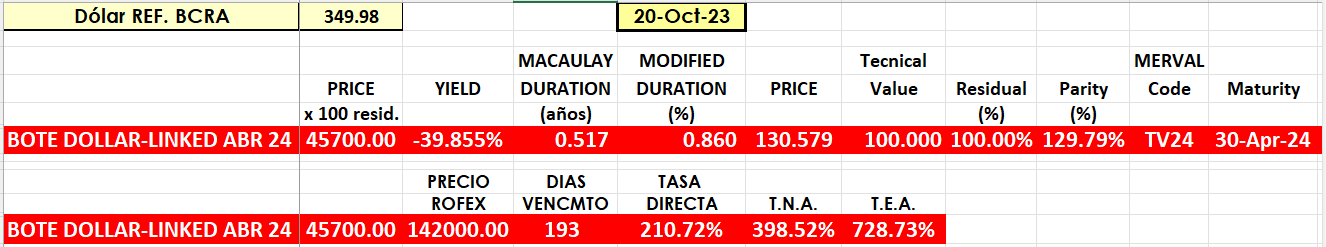 Dólar REF. BCRA 349.98 20-Oct-23
MACAULAY MODIFIED Tecnical MERVAL
PRICE YIELD DURATION DURATION PRICE Value Residual Parity Code Maturity
x 100 resid. (años) (%) (%) (%)
BOTE DOLLAR-LINKED ABR 24 45700.00 -39.855% 0.517 0.860 130.579 100.000 100.00% 129.79% TV24 30-Apr-24
PRECIO DIAS TASA
ROFEX VENCMTO DIRECTA T.N.A. T.E.A.
BOTE DOLLAR-LINKED ABR 24 45700.00 142000.00 193 210.72% 398.52% 728.73%